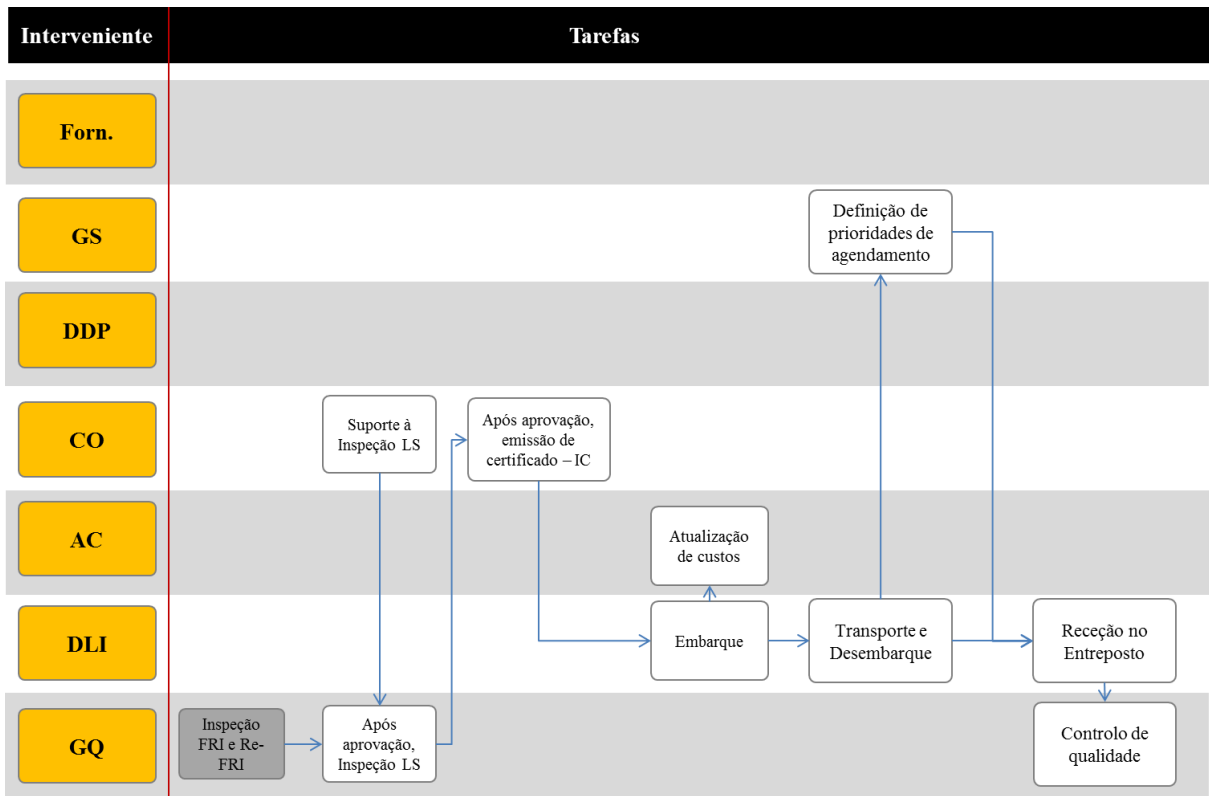 Interveniente
Tarefas
Forn.
GS
Definição de
prioridades de
agendamento
DDP
CO
Suporte à
Inspeção LS
Após aprovação,
emissão de
certificado – IC
AC
Atualização
de custos
DLI
Embarque
Transporte e
Desembarque
Receção no
Entreposto
GQ
Inspeção
FRI e Re-
FRI
Após
aprovação,
Inspeção LS
Controlo de
qualidade